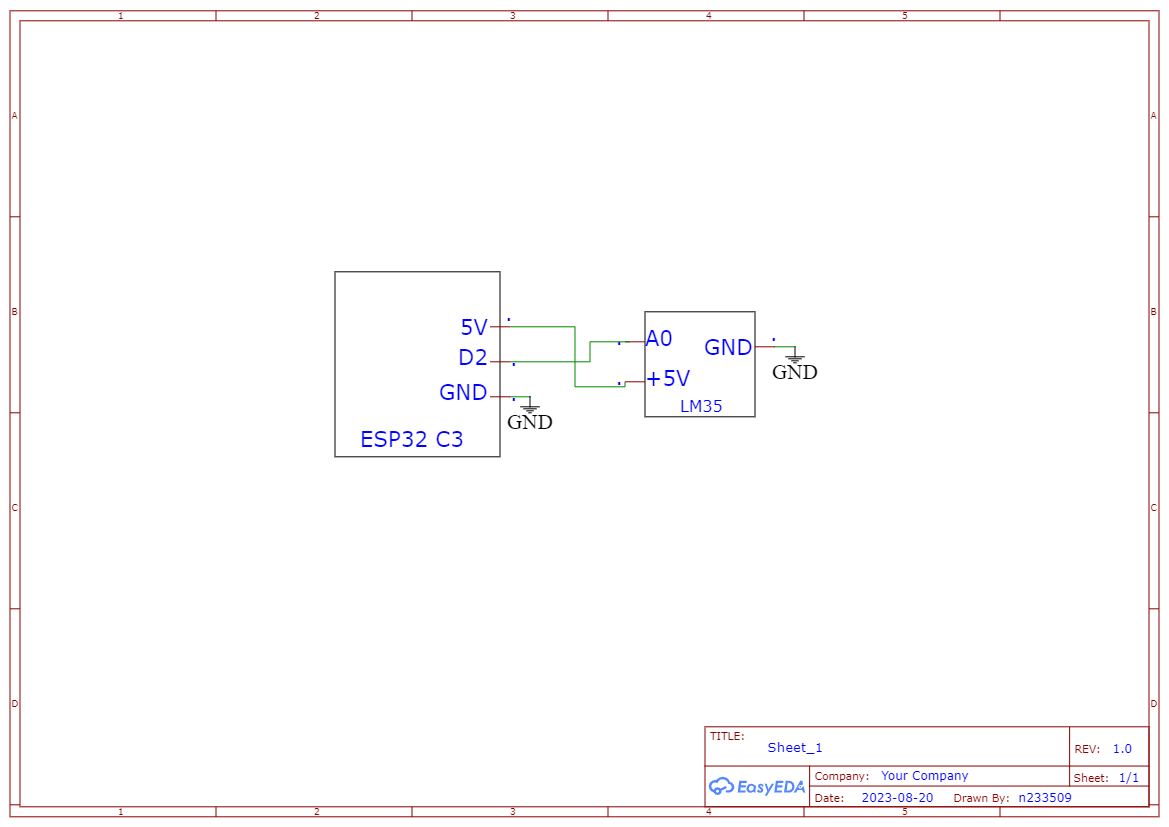 1 2 3 4 5
A A
B B
5V
D2
GND
GND
ESP32 C3
A0
GND
+5V
LM35
GND
C C
D D
TITLE:
Sheet_1
REV: 1.0
EasyEDA
Company: Your Company
Sheet: 1/1
Date: 2023-08-20 Drawn By: n233509
1 2 3 4 5